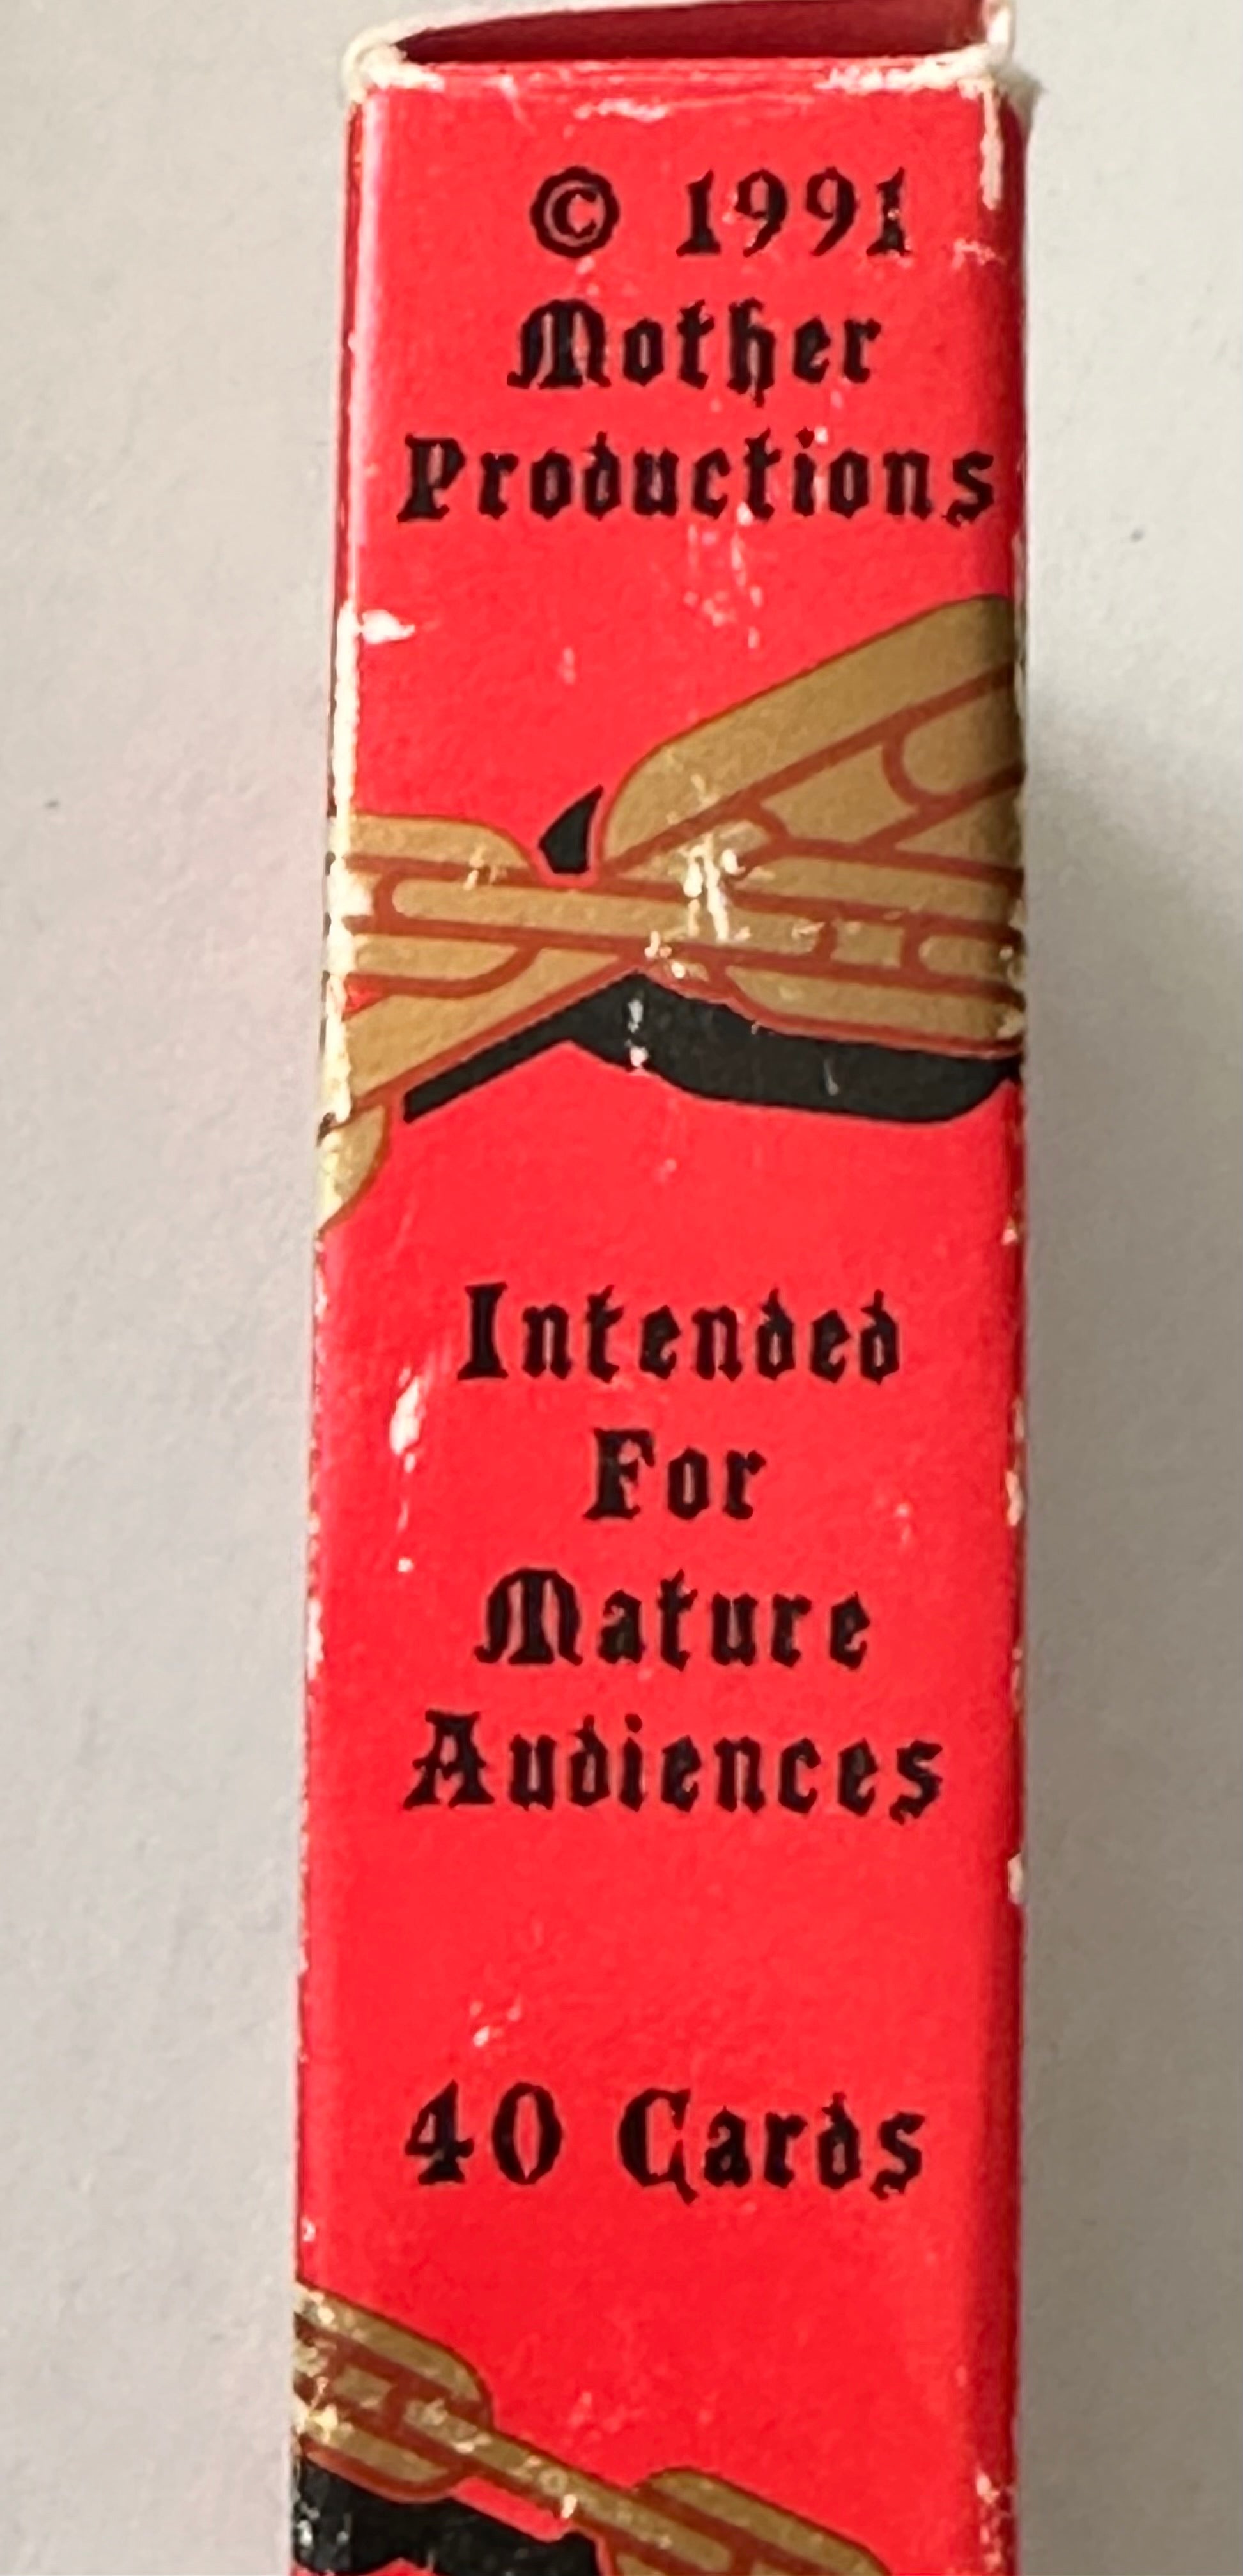 © 1991
Mother
Productions
Intended
For
Mature
Audiences
40 Cards